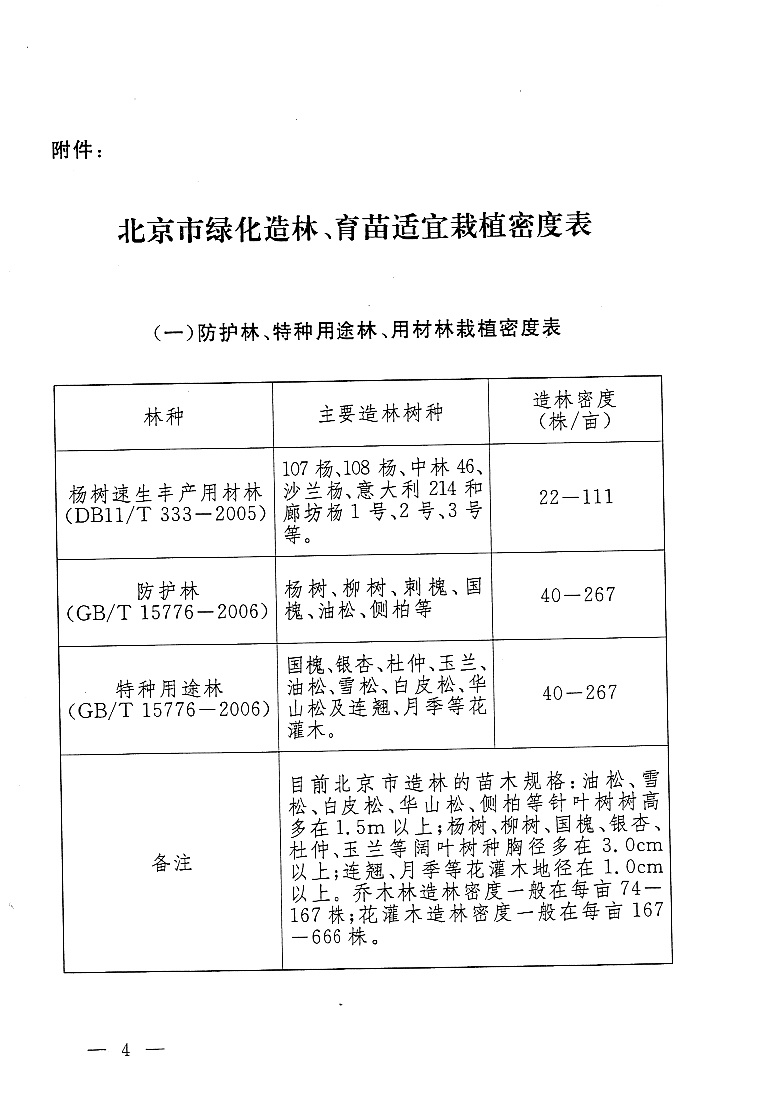 附件：
北京市绿化造林、育苗适宜栽植密度表
（一）防护林、特种用途林、用材林栽植密度表
林种
主要造林树种
造林密度
（株/亩）
杨树速生丰产用材林
(DB11/T 333—2005)
107杨、108杨、中林46、
沙兰杨、意大利214和
廊坊杨1号、2号、3号
等。
22—111
防护林
(GB/T 15776—2006)
杨树、柳树、刺槐、国
槐、油松、侧柏等
40—267
特种用途林
(GB/T 15776—2006)
国槐、银杏、杜仲、玉兰、
油松、雪松、白皮松、华
山松及连翘、月季等花
灌木。
40—267
备注
目前北京市造林的苗木规格：油松、雪
松、白皮松、华山松、侧柏等针叶树树高
多在1.5m以上；杨树、柳树、国槐、银杏、
杜仲、玉兰等阔叶树种胸径多在3.0cm
以上；连翘、月季等花灌木地径在1.0cm
以上。乔木林造林密度一般在每亩74—
167株；花灌木造林密度一般在每亩167
—666株。
— 4 —